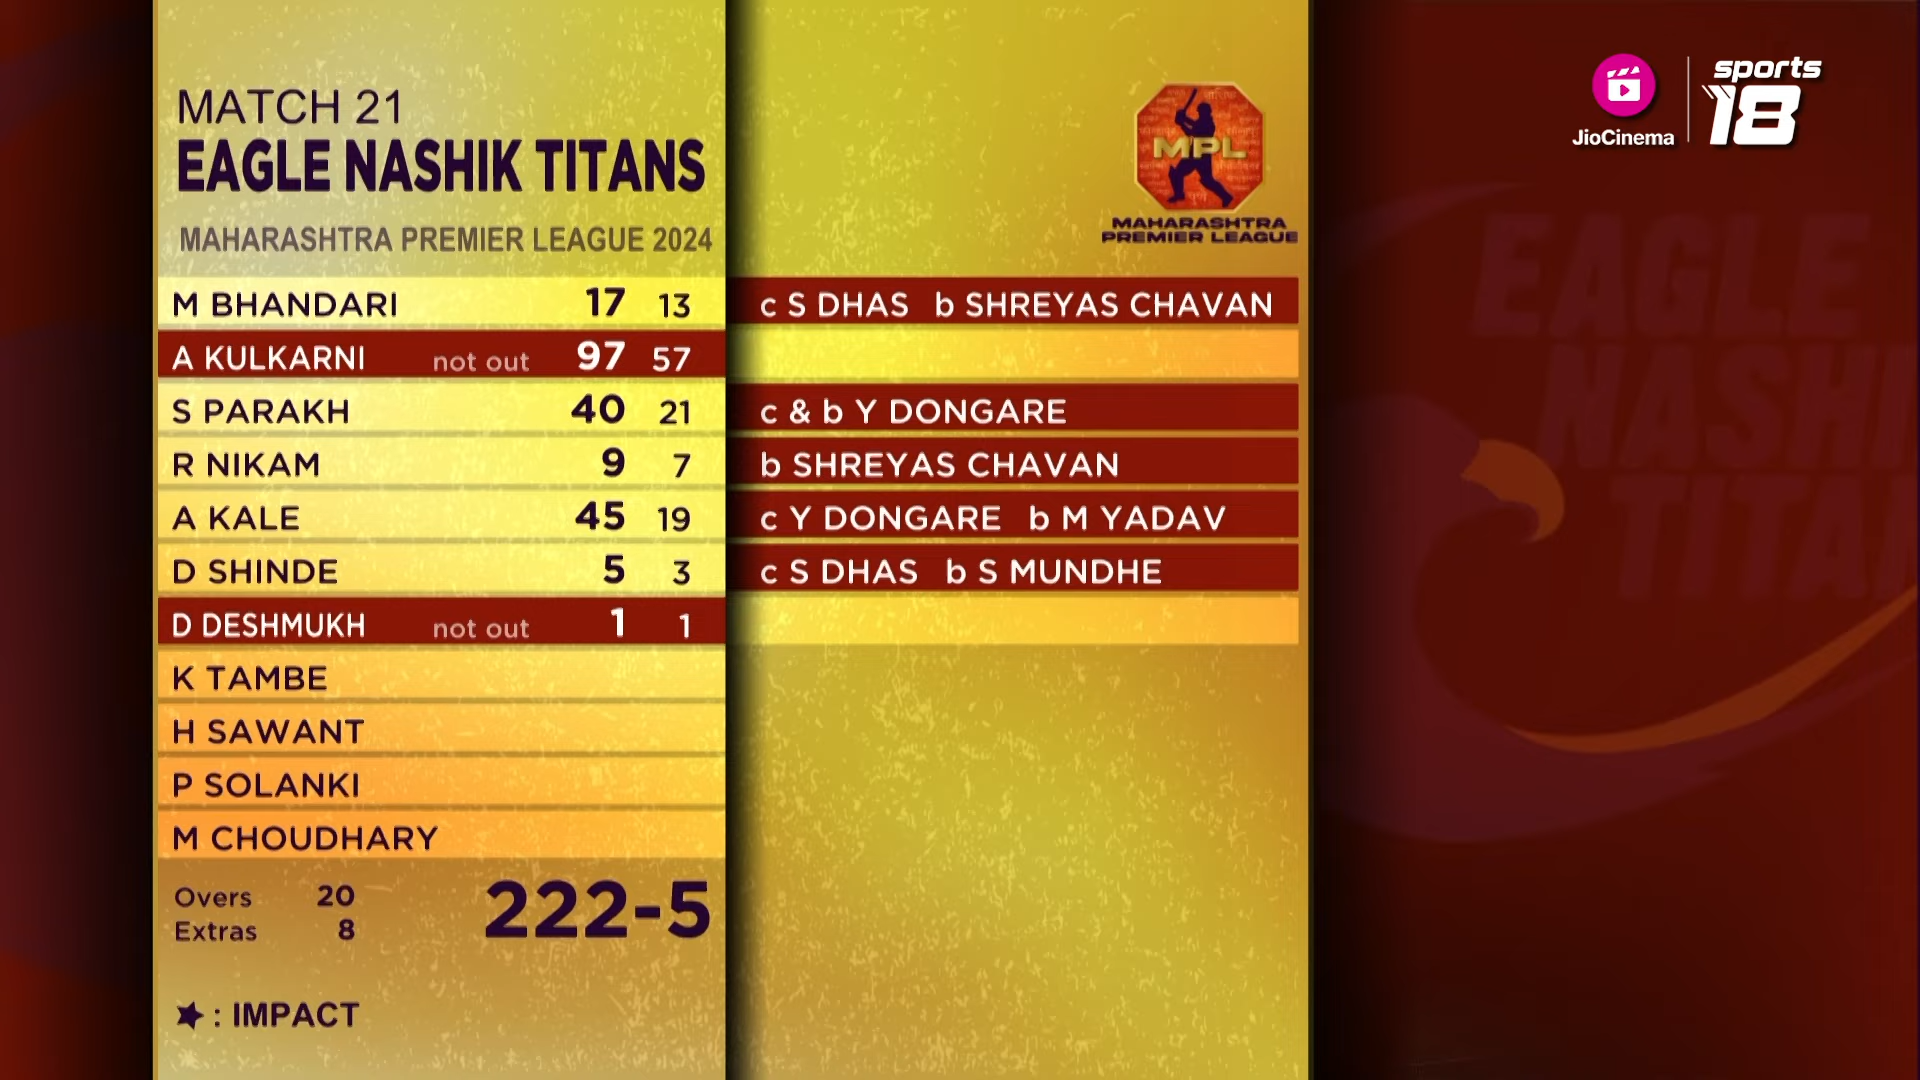 MATCH 21
EAGLE NASHIK TITANS
MAHARASHTRA PREMIER LEAGUE 2024
MPL
MAHARASHTRA
PREMIER LEAGUE
JioCinema
sports
18
M BHANDARI 17 13 c S DHAS b SHREYAS CHAVAN
A KULKARNI not out 97 57
S PARAKH 40 21 c & b Y DONGARE
R NIKAM 9 7 b SHREYAS CHAVAN
A KALE 45 19 c Y DONGARE b M YADAV
D SHINDE 5 3 c S DHAS b S MUNDHE
D DESHMUKH not out 1 1
K TAMBE
H SAWANT
P SOLANKI
M CHOUDHARY
Overs 20
Extras 8
222-5
★ : IMPACT
EAGLE
NASHI
TITA